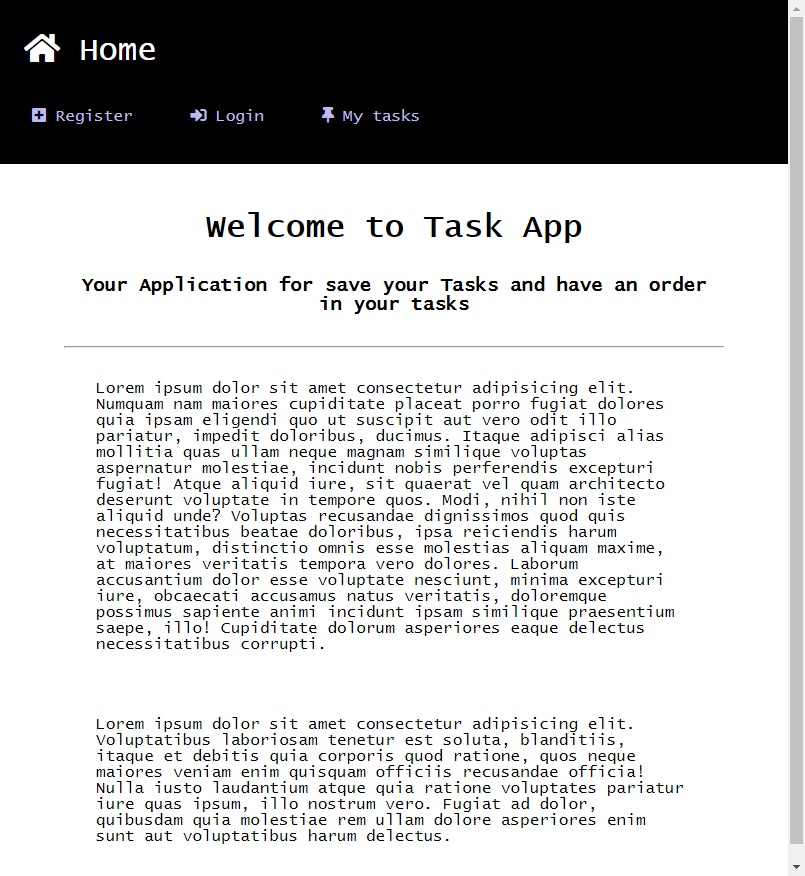 Home
Register Login My tasks
Welcome to Task App
Your Application for save your Tasks and have an order
in your tasks
Lorem ipsum dolor sit amet consectetur adipisicing elit.
Numquam nam maiores cupiditate placeat porro fugiat dolores
quia ipsam eligendi quo ut suscipit aut vero odit illo
pariatur, impedit doloribus, ducimus. Itaque adipisci alias
mollitia quas ullam neque magnam similique voluptas
aspernatur molestiae, incidunt nobis perferendis excepturi
fugiat! Atque aliquid iure, sit quaerat vel quam architecto
deserunt voluptate in tempore quos. Modi, nihil non iste
aliquid unde? Voluptas recusandae dignissimos quod quis
necessitatibus beatae doloribus, ipsa reiciendis harum
voluptatum, distinctio omnis esse molestias aliquam maxime,
at maiores veritatis tempora vero dolores. Laborum
accusantium dolor esse voluptate nesciunt, minima excepturi
iure, obcaecati accusamus natus veritatis, doloremque
possimus sapiente animi incidunt ipsam similique praesentium
saepe, illo! Cupiditate dolorum asperiores eaque delectus
necessitatibus corrupti.
Lorem ipsum dolor sit amet consectetur adipisicing elit.
Voluptatibus laboriosam tenetur est soluta, blanditiis,
itaque et debitis quia corporis quod ratione, quos neque
maiores veniam enim quisquam officiis recusandae officia!
Nulla iusto laudantium atque quia ratione voluptates pariatur
iure quas ipsum, illo nostrum vero. Fugiat ad dolor,
quibusdam quia molestiae rem ullam dolore asperiores enim
sunt aut voluptatibus harum delectus.